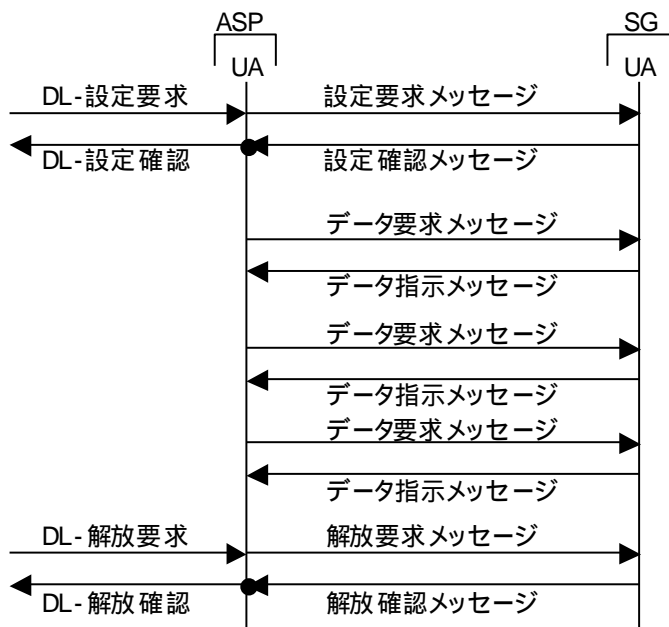 ASP SG
UA UA
DL-設定要求 設定要求メッセージ
DL-設定確認 設定確認メッセージ
データ要求メッセージ
データ指示メッセージ
データ要求メッセージ
データ指示メッセージ
データ要求メッセージ
データ指示メッセージ
DL-解放要求 解放要求メッセージ
DL-解放確認 解放確認メッセージ